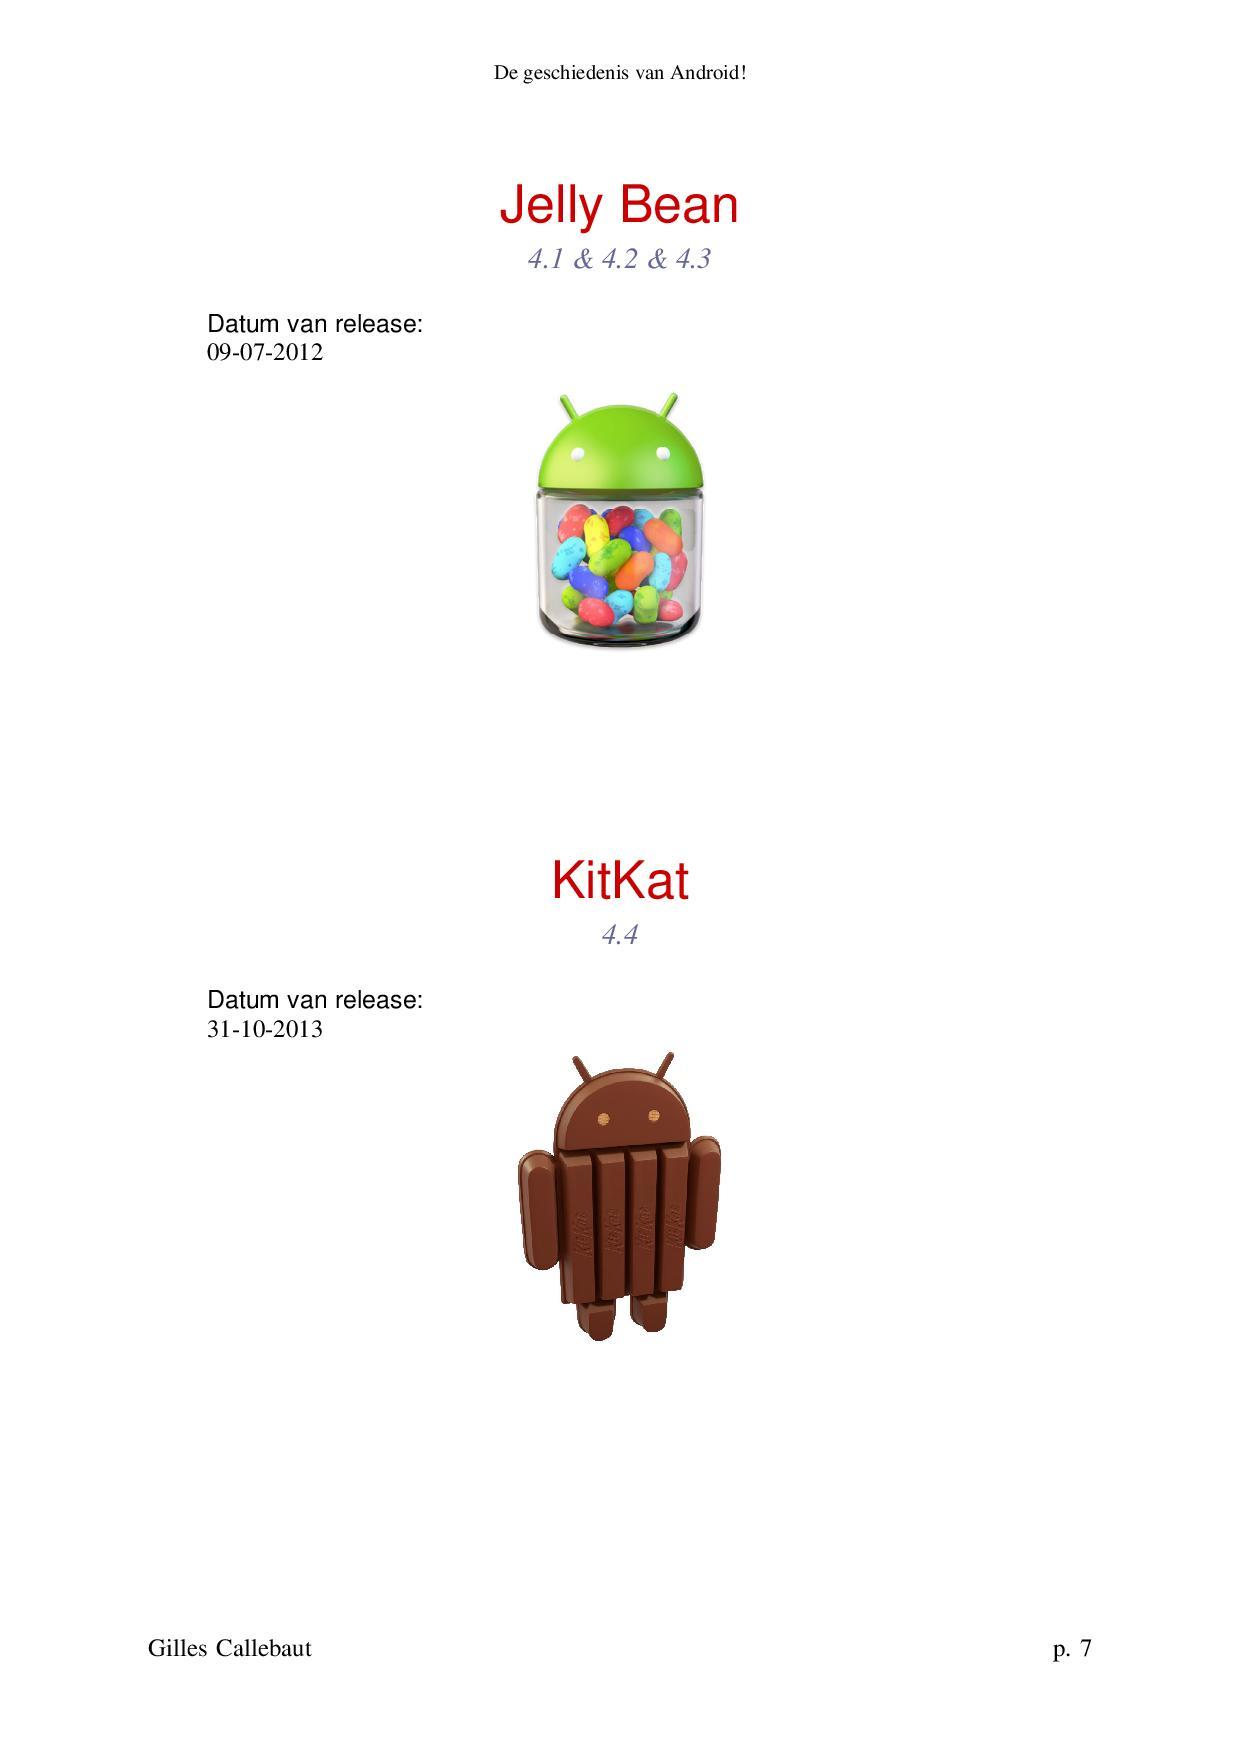 De geschiedenis van Android!
Jelly Bean
4.1 & 4.2 & 4.3
Datum van release:
09-07-2012
KitKat
4.4
Datum van release:
31-10-2013
KitKat KitKat KitKat KitKat
Gilles Callebaut
p. 7